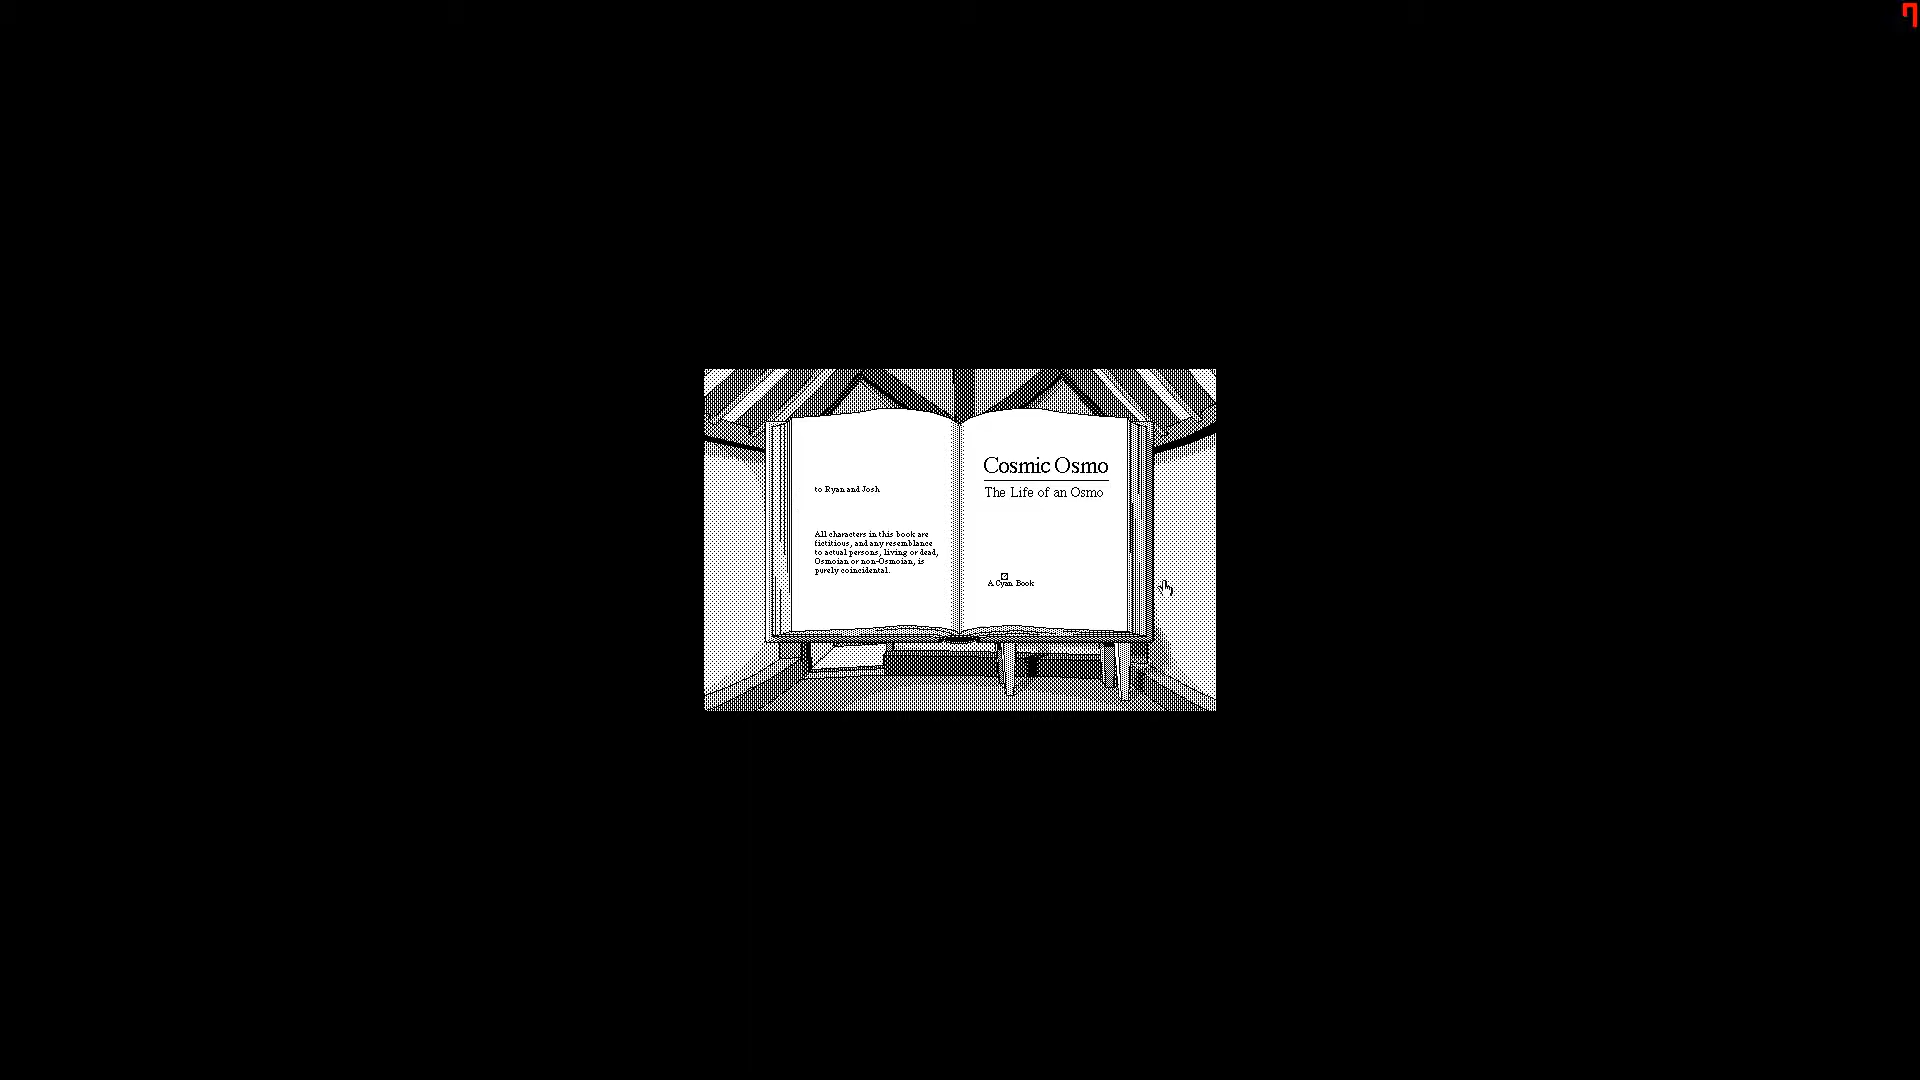 to Ryan and Josh
All characters in this book are
fictitious, and any resemblance
to actual persons, living or dead,
Osmoian or non-Osmoian, is
purely coincidental.
Cosmic Osmo
The Life of an Osmo
A Cyan Book